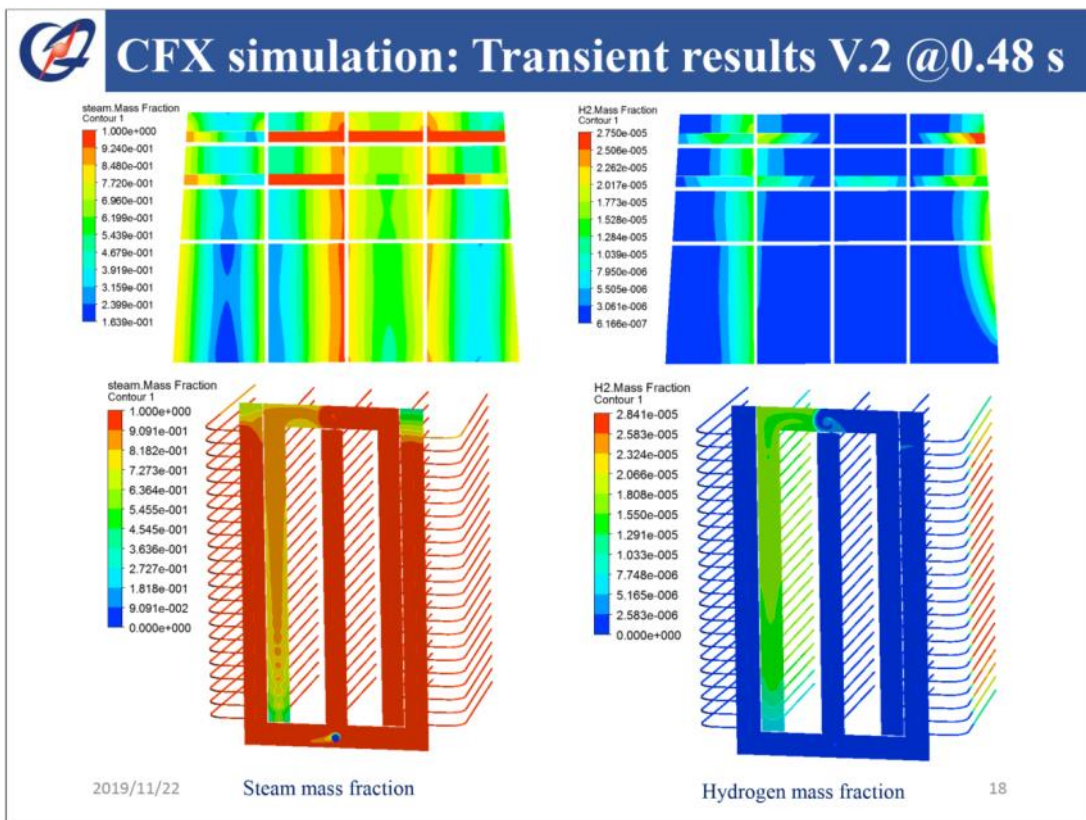 CFX simulation: Transient results V.2 @0.48 s
steam.Mass Fraction
Contour 1
1.000e+000
9.240e-001
8.480e-001
7.720e-001
6.960e-001
6.199e-001
5.439e-001
4.679e-001
3.919e-001
3.159e-001
2.399e-001
1.639e-001
H2.Mass Fraction
Contour 1
2.750e-005
2.506e-005
2.262e-005
2.017e-005
1.773e-005
1.528e-005
1.284e-005
1.039e-005
7.950e-006
5.505e-006
3.061e-006
6.166e-007
steam.Mass Fraction
Contour 1
1.000e+000
9.091e-001
8.182e-001
7.273e-001
6.364e-001
5.455e-001
4.545e-001
3.636e-001
2.727e-001
1.818e-001
9.091e-002
0.000e+000
H2.Mass Fraction
Contour 1
2.841e-005
2.583e-005
2.324e-005
2.066e-005
1.808e-005
1.550e-005
1.291e-005
1.033e-005
7.748e-006
5.165e-006
2.583e-006
0.000e+000
2019/11/22
Steam mass fraction
Hydrogen mass fraction
18